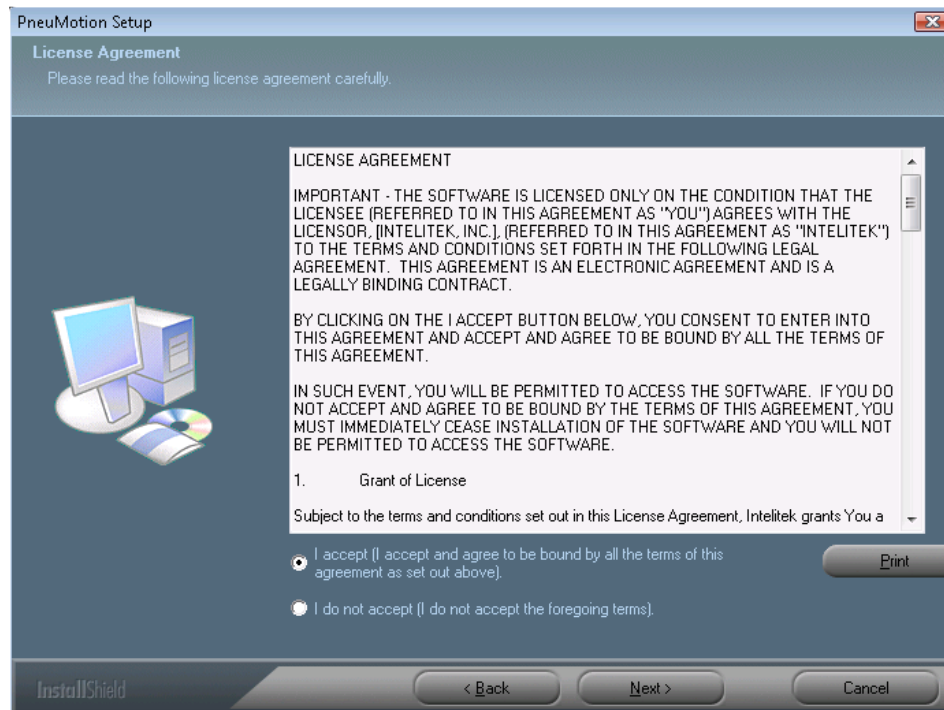 PneuMotion Setup
License Agreement
Please read the following license agreement carefully.
LICENSE AGREEMENT
IMPORTANT - THE SOFTWARE IS LICENSED ONLY ON THE CONDITION THAT THE
LICENSEE (REFERRED TO IN THIS AGREEMENT AS "YOU") AGREES WITH THE
LICENSOR, [INTELITEK, INC.], (REFERRED TO IN THIS AGREEMENT AS "INTELITEK")
TO THE TERMS AND CONDITIONS SET FORTH IN THE FOLLOWING LEGAL
AGREEMENT.  THIS AGREEMENT IS AN ELECTRONIC AGREEMENT AND IS A
LEGALLY BINDING CONTRACT.
BY CLICKING ON THE I ACCEPT BUTTON BELOW, YOU CONSENT TO ENTER INTO
THIS AGREEMENT AND ACCEPT AND AGREE TO BE BOUND BY ALL THE TERMS OF
THIS AGREEMENT.
IN SUCH EVENT, YOU WILL BE PERMITTED TO ACCESS THE SOFTWARE.  IF YOU DO
NOT ACCEPT AND AGREE TO BE BOUND BY THE TERMS OF THIS AGREEMENT, YOU
MUST IMMEDIATELY CEASE INSTALLATION OF THE SOFTWARE AND YOU WILL NOT
BE PERMITTED TO ACCESS THE SOFTWARE.
1. Grant of License
Subject to the terms and conditions set out in this License Agreement, Intelitek grants You a
I accept (I accept and agree to be bound by all the terms of this
agreement as set out above).
Print
I do not accept (I do not accept the foregoing terms).
InstallShield
< Back
Next >
Cancel